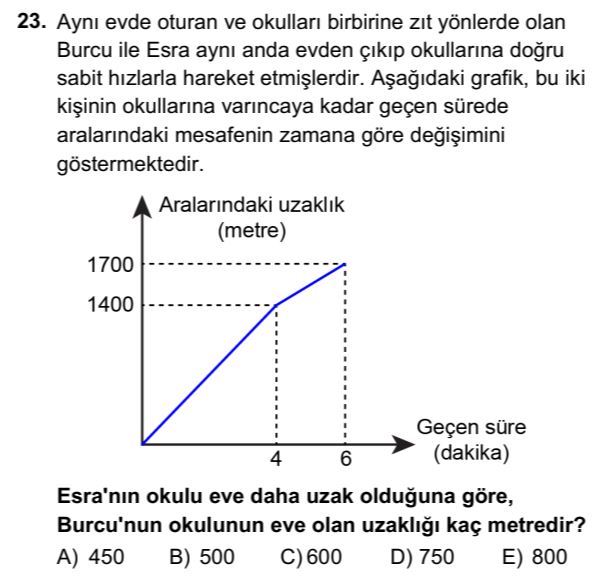 23. Aynı evde oturan ve okulları birbirine zıt yönlerde olan
Burcu ile Esra aynı anda evden çıkıp okullarına doğru
sabit hızlarla hareket etmişlerdir. Aşağıdaki grafik, bu iki
kişinin okullarına varıncaya kadar geçen sürede
aralarındaki mesafenin zamana göre değişimini
göstermektedir.
Aralarındaki uzaklık
(metre)
1700
1400
Geçen süre
(dakika)
4 6
Esra'nın okulu eve daha uzak olduğuna göre,
Burcu'nun okulunun eve olan uzaklığı kaç metredir?
A) 450 B) 500 C) 600 D) 750 E) 800